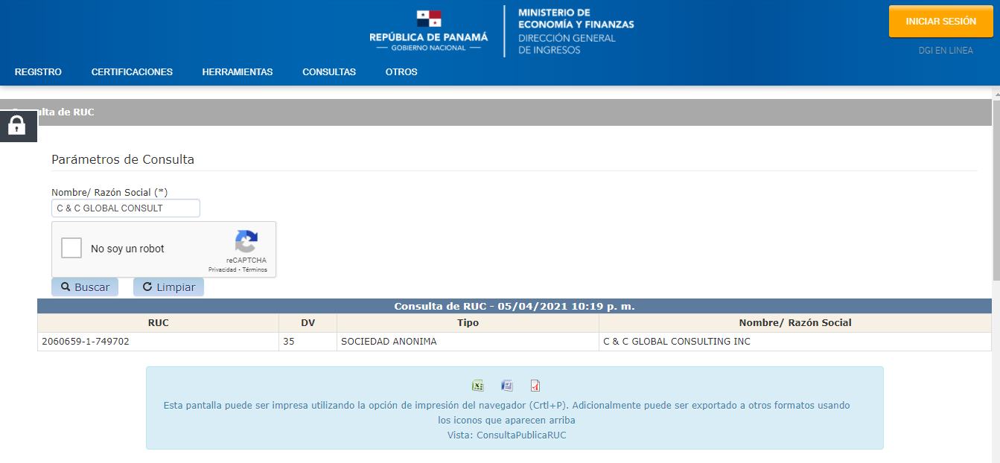 REPÚBLICA DE PANAMÁ
GOBIERNO NACIONAL
MINISTERIO DE
ECONOMÍA Y FINANZAS
DIRECCIÓN GENERAL
DE INGRESOS
INICIAR SESIÓN
DGI EN LINEA
REGISTRO CERTIFICACIONES HERRAMIENTAS CONSULTAS OTROS
lta de RUC
Parámetros de Consulta
Nombre/ Razón Social (*)
C & C GLOBAL CONSULT
No soy un robot
reCAPTCHA
Privacidad - Términos
Buscar Limpiar
Consulta de RUC - 05/04/2021 10:19 p. m.
RUC DV Tipo Nombre/ Razón Social
2060659-1-749702 35 SOCIEDAD ANONIMA C & C GLOBAL CONSULTING INC
Esta pantalla puede ser impresa utilizando la opción de impresión del navegador (Crtl+P). Adicionalmente puede ser exportado a otros formatos usando
los iconos que aparecen arriba
Vista: ConsultaPublicaRUC